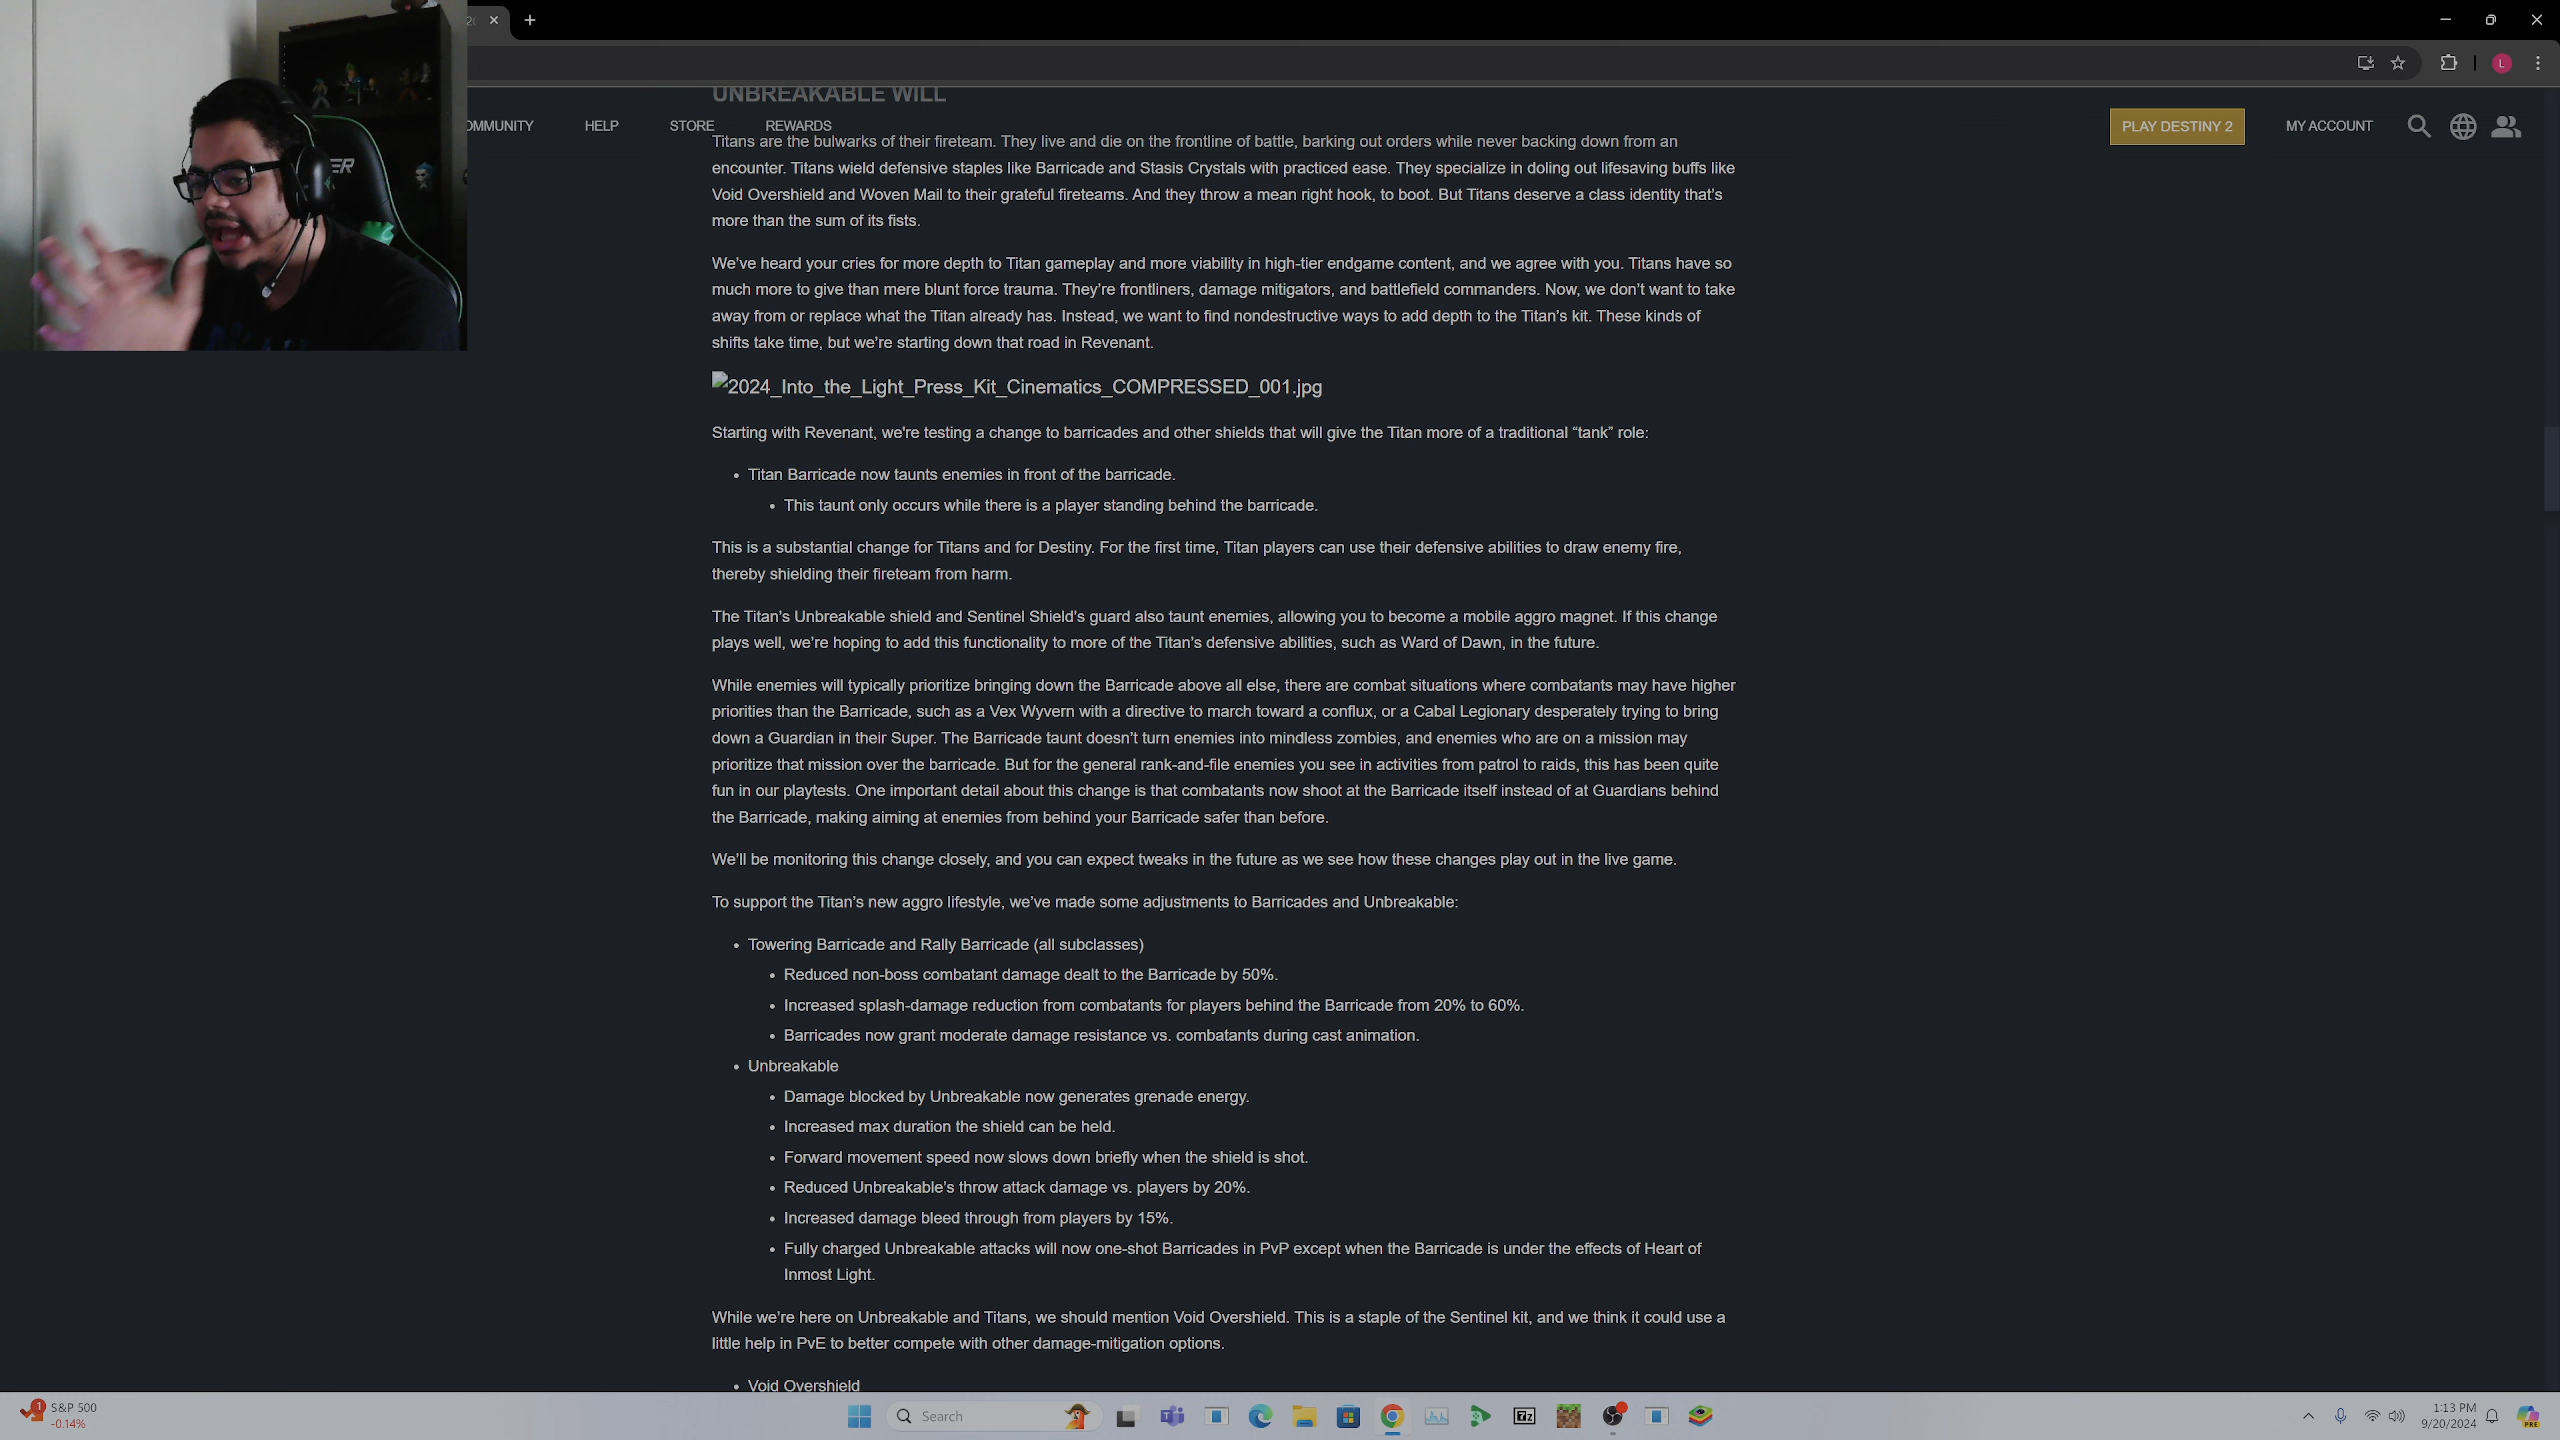 UNBREAKABLE WILL
OMMUNITY
HELP
STORE
REWARDS
PLAY DESTINY 2
MY ACCOUNT
Titans are the bulwarks of their fireteam. They live and die on the frontline of battle, barking out orders while never backing down from an
encounter. Titans wield defensive staples like Barricade and Stasis Crystals with practiced ease. They specialize in doling out lifesaving buffs like
Void Overshield and Woven Mail to their grateful fireteams. And they throw a mean right hook, to boot. But Titans deserve a class identity that's
more than the sum of its fists.
We've heard your cries for more depth to Titan gameplay and more viability in high-tier endgame content, and we agree with you. Titans have so
much more to give than mere blunt force trauma. They're frontliners, damage mitigators, and battlefield commanders. Now, we don't want to take
away from or replace what the Titan already has. Instead, we want to find nondestructive ways to add depth to the Titan's kit. These kinds of
shifts take time, but we're starting down that road in Revenant.
2024_Into_the_Light_Press_Kit_Cinematics_COMPRESSED_001.jpg
Starting with Revenant, we're testing a change to barricades and other shields that will give the Titan more of a traditional “tank” role:
• Titan Barricade now taunts enemies in front of the barricade.
• This taunt only occurs while there is a player standing behind the barricade.
This is a substantial change for Titans and for Destiny. For the first time, Titan players can use their defensive abilities to draw enemy fire,
thereby shielding their fireteam from harm.
The Titan's Unbreakable shield and Sentinel Shield's guard also taunt enemies, allowing you to become a mobile aggro magnet. If this change
plays well, we're hoping to add this functionality to more of the Titan's defensive abilities, such as Ward of Dawn, in the future.
While enemies will typically prioritize bringing down the Barricade above all else, there are combat situations where combatants may have higher
priorities than the Barricade, such as a Vex Wyvern with a directive to march toward a conflux, or a Cabal Legionary desperately trying to bring
down a Guardian in their Super. The Barricade taunt doesn't turn enemies into mindless zombies, and enemies who are on a mission may
prioritize that mission over the barricade. But for the general rank-and-file enemies you see in activities from patrol to raids, this has been quite
fun in our playtests. One important detail about this change is that combatants now shoot at the Barricade itself instead of at Guardians behind
the Barricade, making aiming at enemies from behind your Barricade safer than before.
We'll be monitoring this change closely, and you can expect tweaks in the future as we see how these changes play out in the live game.
To support the Titan's new aggro lifestyle, we've made some adjustments to Barricades and Unbreakable:
• Towering Barricade and Rally Barricade (all subclasses)
• Reduced non-boss combatant damage dealt to the Barricade by 50%.
• Increased splash-damage reduction from combatants for players behind the Barricade from 20% to 60%.
• Barricades now grant moderate damage resistance vs. combatants during cast animation.
• Unbreakable
• Damage blocked by Unbreakable now generates grenade energy.
• Increased max duration the shield can be held.
• Forward movement speed now slows down briefly when the shield is shot.
• Reduced Unbreakable's throw attack damage vs. players by 20%.
• Increased damage bleed through from players by 15%.
• Fully charged Unbreakable attacks will now one-shot Barricades in PvP except when the Barricade is under the effects of Heart of
Inmost Light.
While we're here on Unbreakable and Titans, we should mention Void Overshield. This is a staple of the Sentinel kit, and we think it could use a
little help in PvE to better compete with other damage-mitigation options.
• Void Overshield
1
S&P 500
-0.14%
Search
7z
PRE
1:13 PM
9/20/2024
L
ER